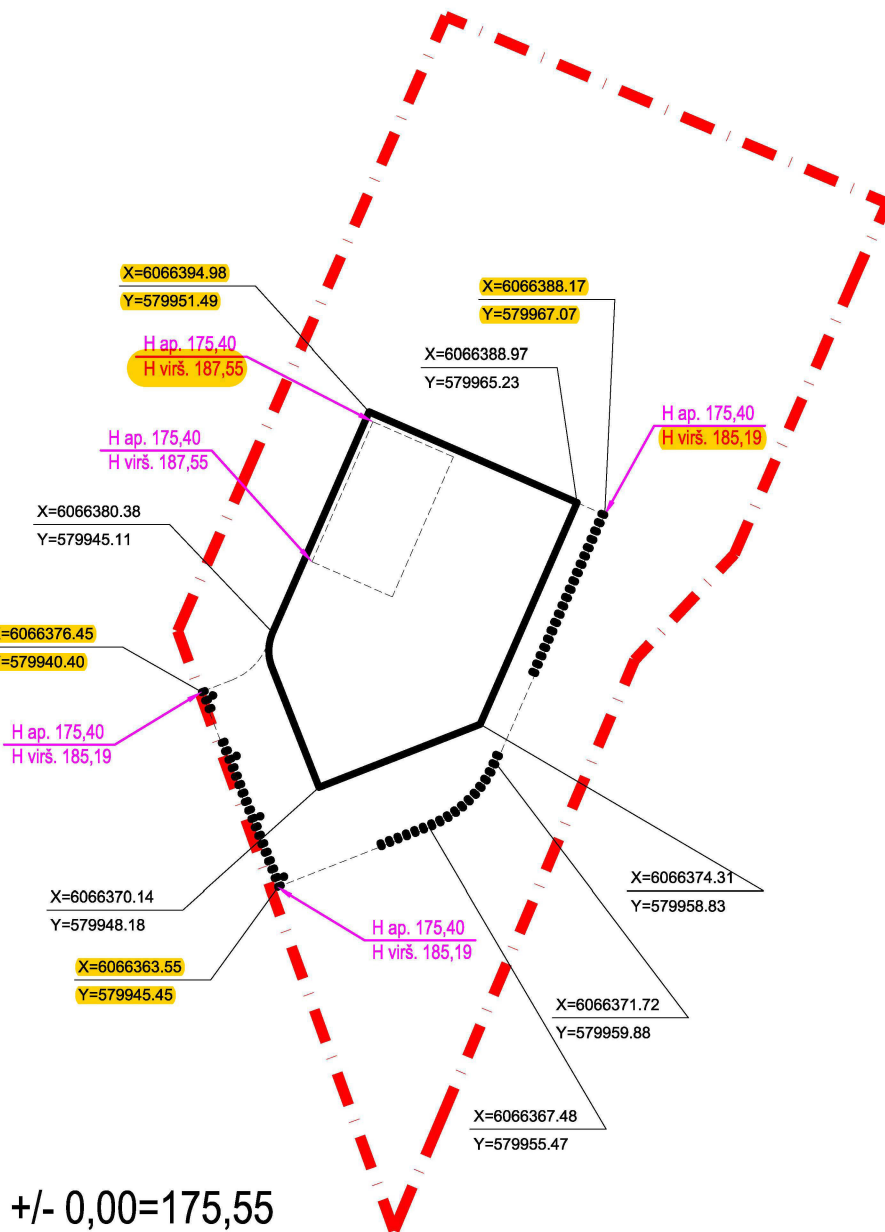 X=6066394.98
Y=579951.49
X=6066388.17
Y=579967.07
H ap. 175,40
H virš. 187,55
X=6066388.97
Y=579965.23
H ap. 175,40
H virš. 185,19
H ap. 175,40
H virš. 187,55
X=6066380.38
Y=579945.11
=6066376.45
=579940.40
H ap. 175,40
H virš. 185,19
X=6066374.31
Y=579958.83
X=6066370.14
Y=579948.18
H ap. 175,40
H virš. 185,19
X=6066363.55
Y=579945.45
X=6066371.72
Y=579959.88
X=6066367.48
Y=579955.47
+/- 0,00=175,55